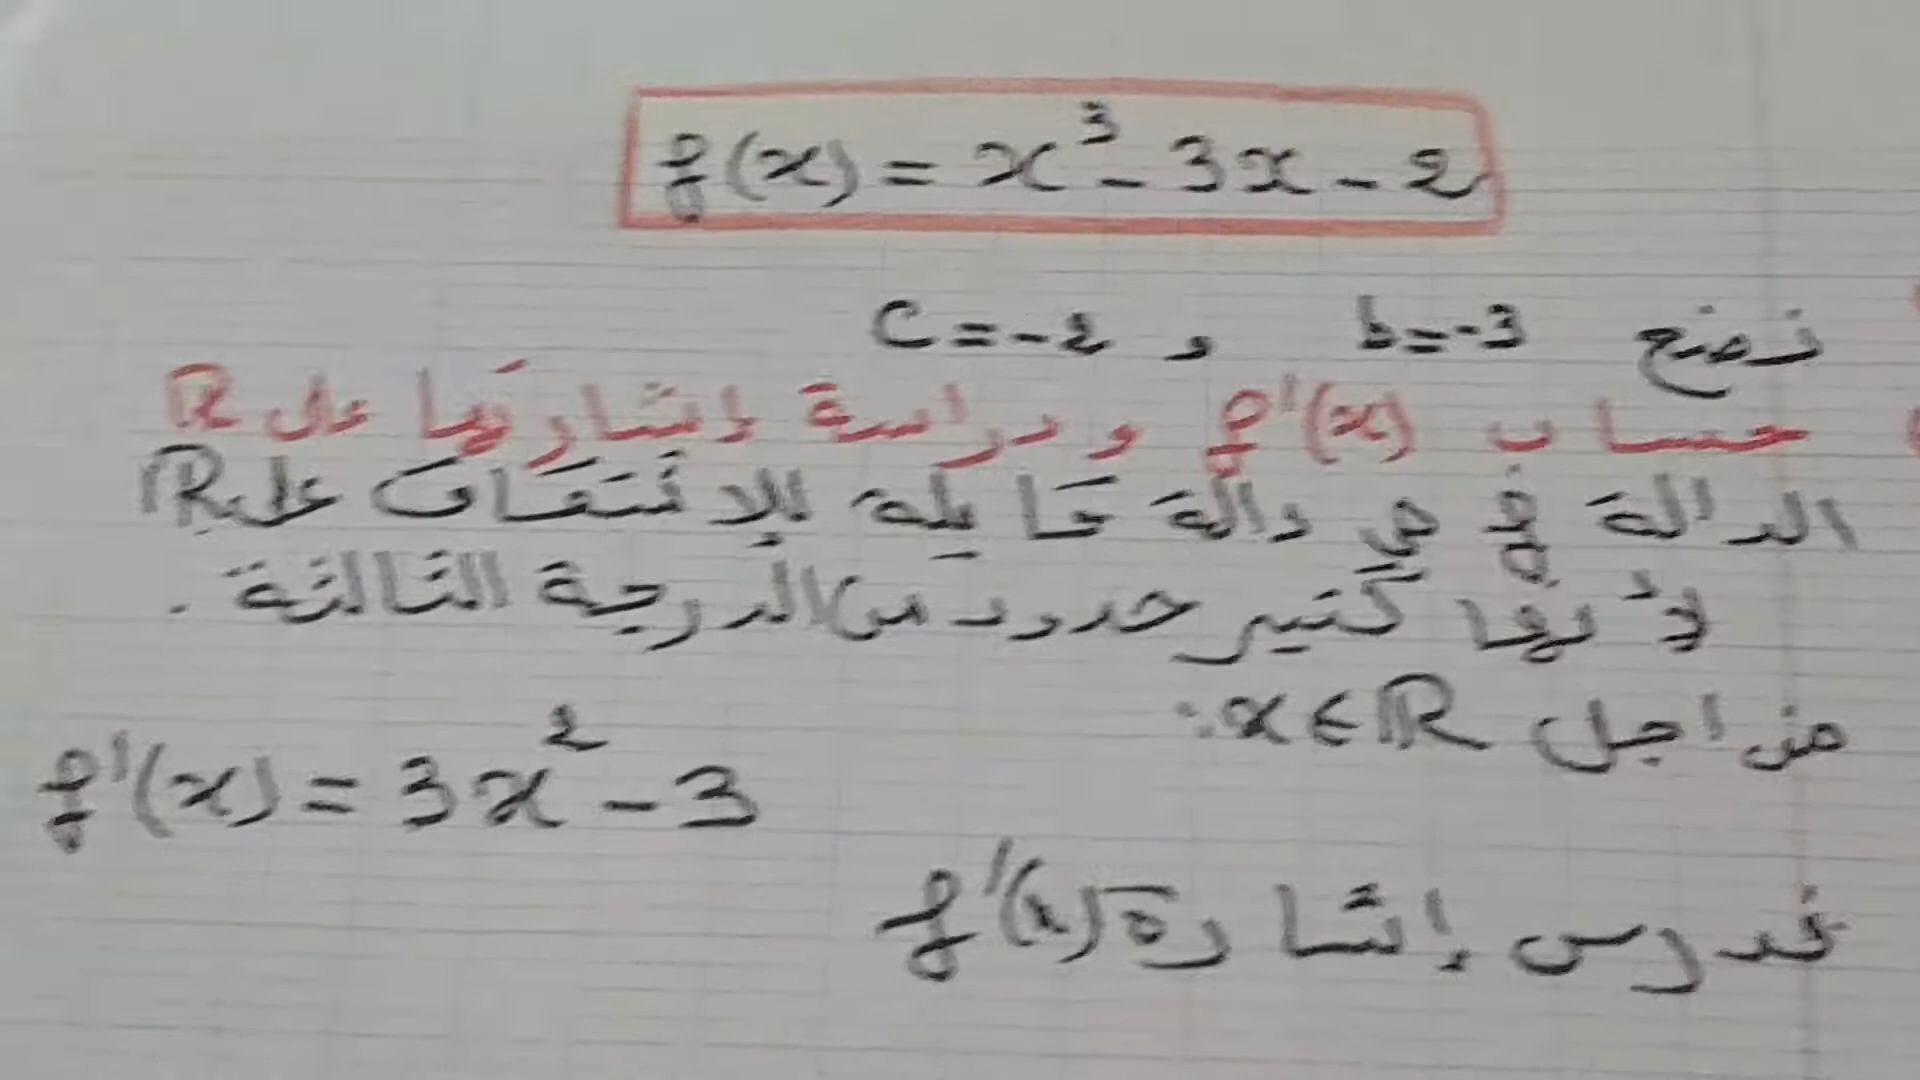 f(x) = x³ - 3x - 2
نضع b=-3 و c=-2
حساب f'(x) ودراسة إشارتها على R
الدالة f هي دالة قابلة للإشتقاق على R
لأنها كثير حدود من الدرجة الثالثة .
من اجل x∈R:
f'(x) = 3x² - 3
ندرس إشارة f'(x)